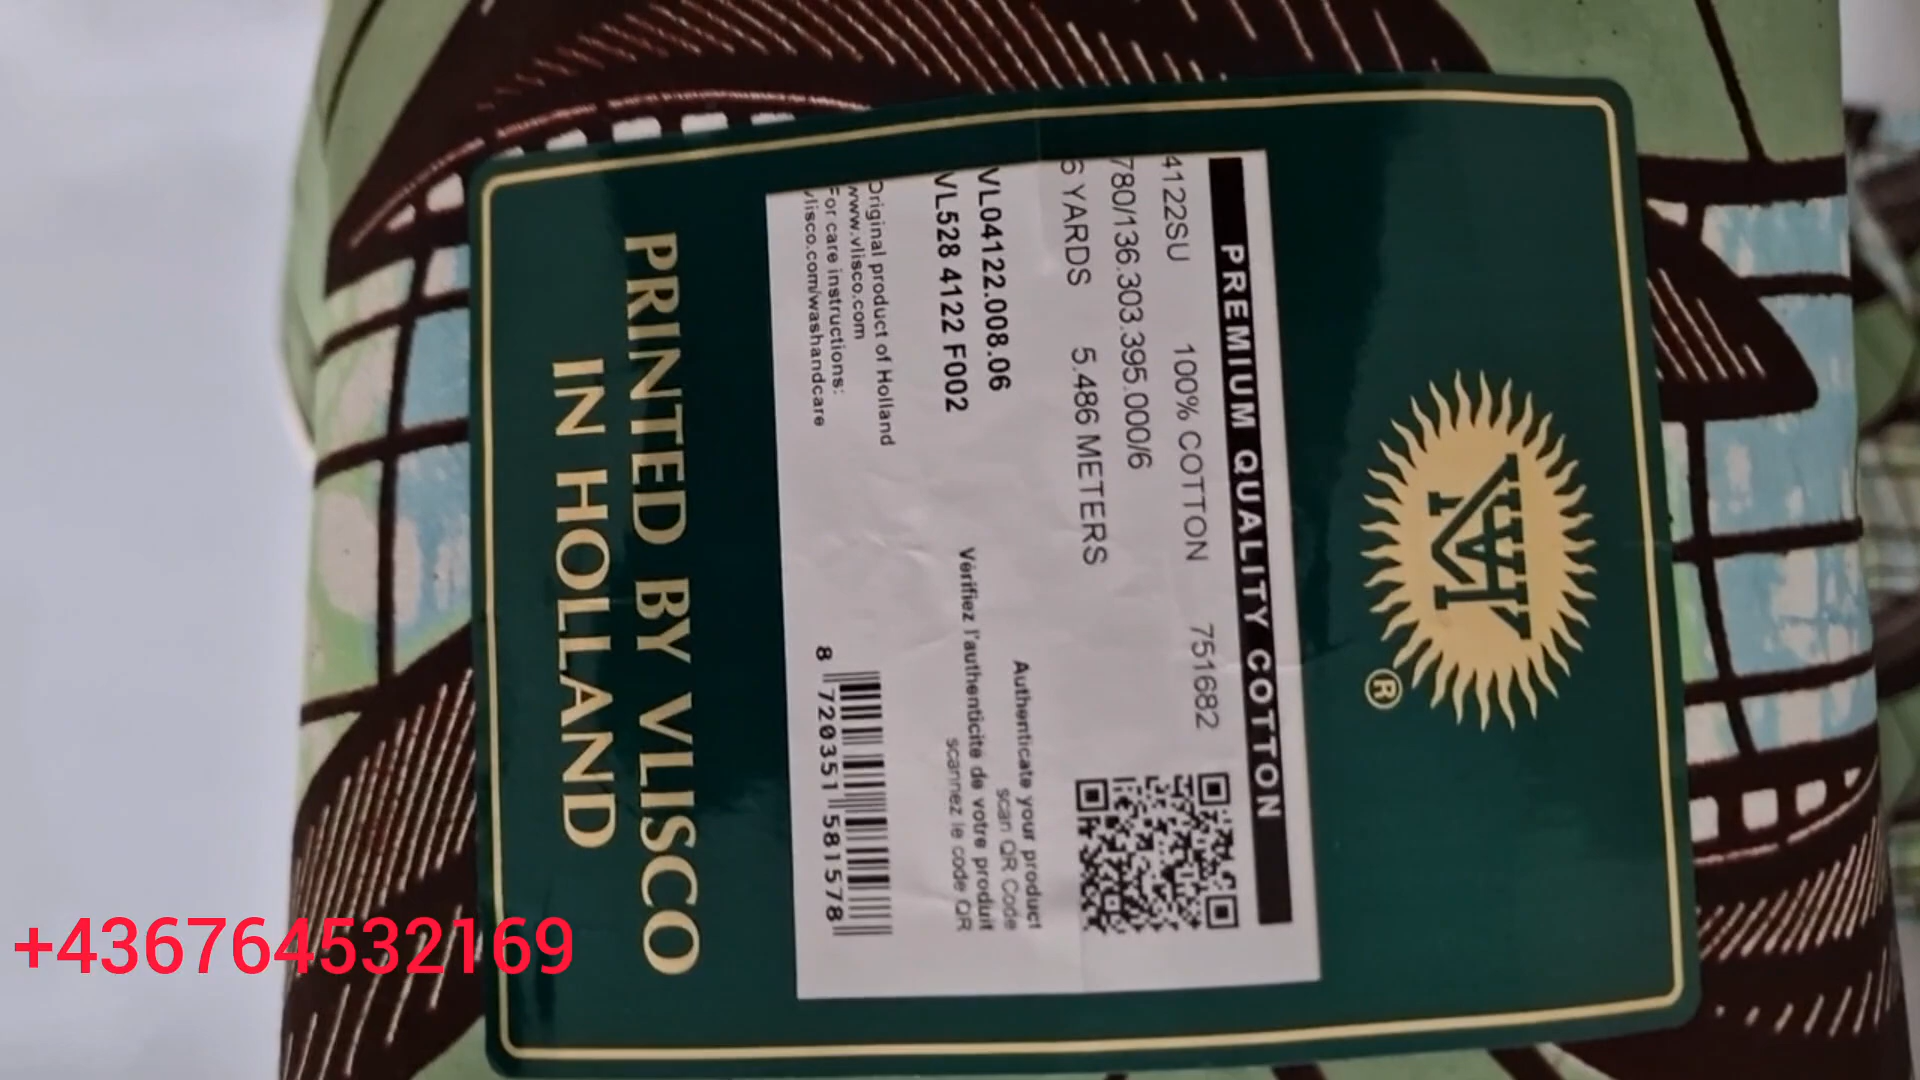 ®
PREMIUM QUALITY COTTON
4122SU 100% COTTON 751682
780/136.303.395.000/6
6 YARDS 5.486 METERS
Authenticate your product
scan QR Code
VL04122.008.06
Vérifiez l'authenticité de votre produit
VL528 4122 F002
scannez le code QR
Original product of Holland
www.vlisco.com
For care instructions:
vlisco.com/washandcare
8 720351 581578
PRINTED BY VLISCO
IN HOLLAND
+436764532169